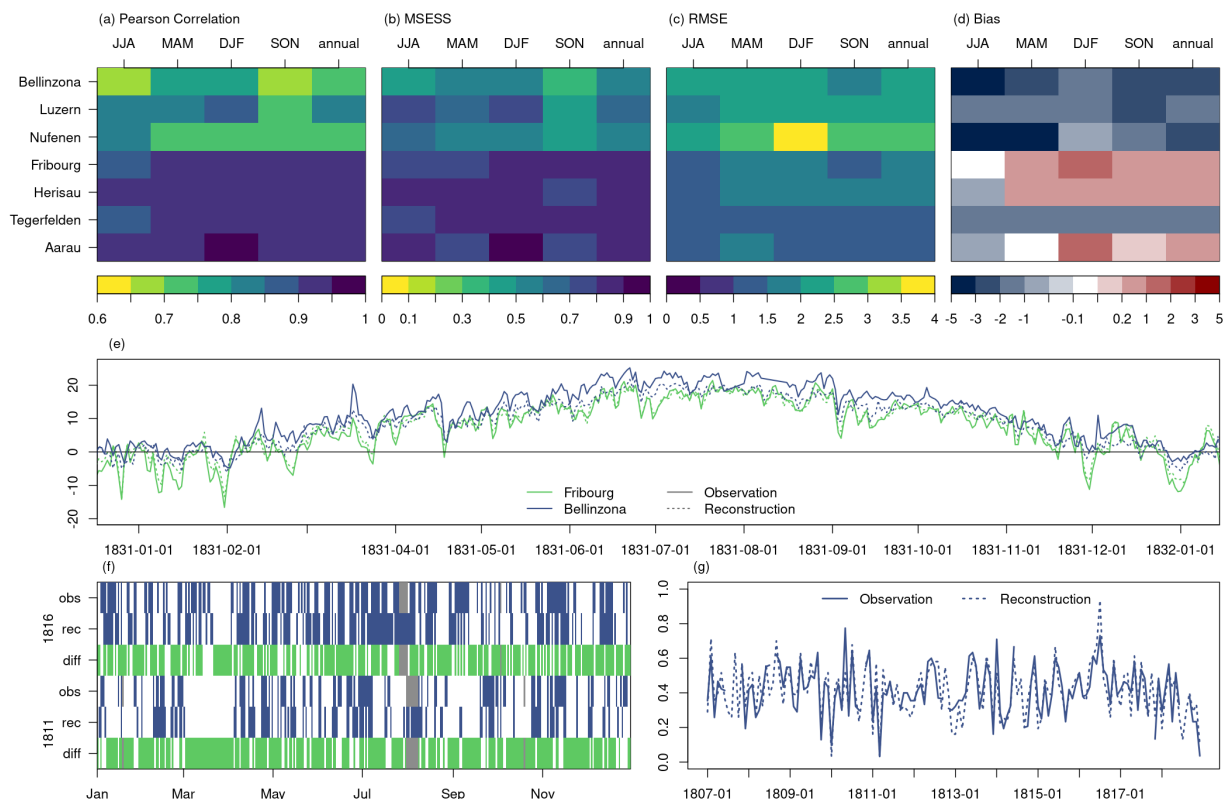 (a) Pearson Correlation
(b) MSESS
(c) RMSE
(d) Bias
JJA MAM DJF SON annual
JJA MAM DJF SON annual
JJA MAM DJF SON annual
JJA MAM DJF SON annual
Bellinzona
Luzern
Nufenen
Fribourg
Herisau
Tegerfelden
Aarau
0.6 0.7 0.8 0.9 1
0 0.1 0.3 0.5 0.7 0.9 1
0 0.5 1 1.5 2 2.5 3 3.5 4
-5 -3 -2 -1 -0.1 0.2 1 2 3 5
(e)
20
10
0
-10
-20
Fribourg
Bellinzona
Observation
Reconstruction
1831-01-01 1831-02-01 1831-04-01 1831-05-01 1831-06-01 1831-07-01 1831-08-01 1831-09-01 1831-10-01 1831-11-01 1831-12-01 1832-01-01
(f)
1816
obs
rec
diff
1811
obs
rec
diff
Jan Mar May Jul Sep Nov
(g)
Observation
Reconstruction
1.0
0.8
0.6
0.4
0.2
0.0
1807-01 1809-01 1811-01 1813-01 1815-01 1817-01